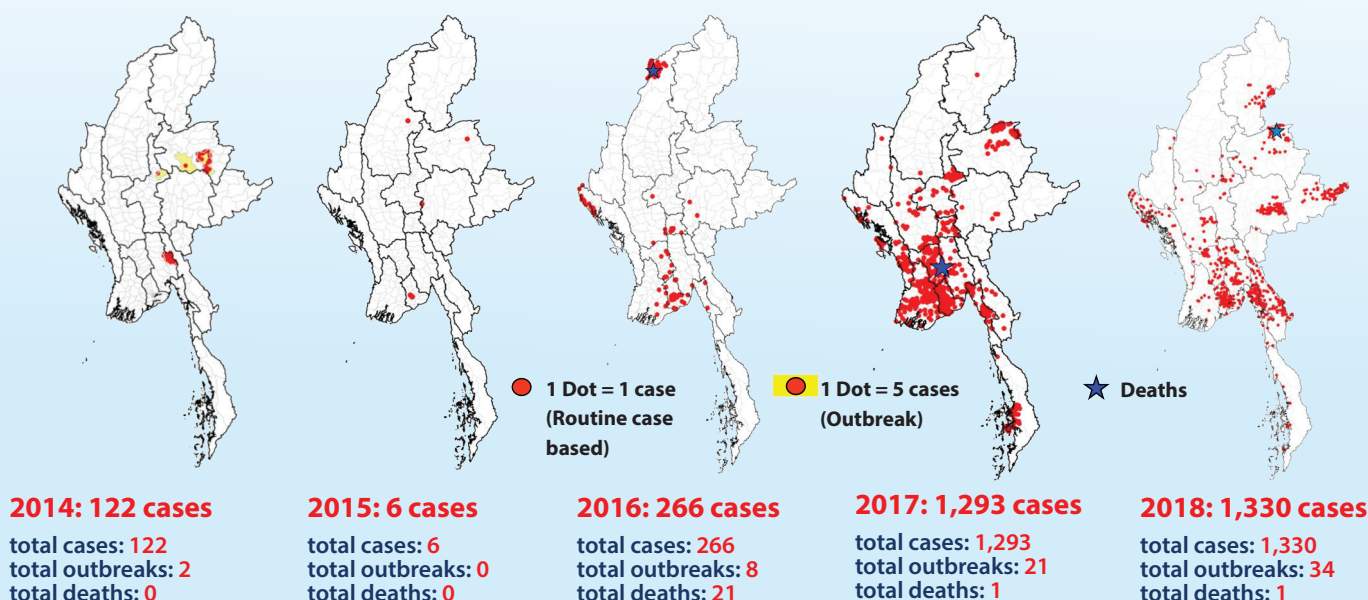 1 Dot = 1 case
(Routine case
based)
1 Dot = 5 cases
(Outbreak)
Deaths
2014: 122 cases
total cases: 122
total outbreaks: 2
total deaths: 0
2015: 6 cases
total cases: 6
total outbreaks: 0
total deaths: 0
2016: 266 cases
total cases: 266
total outbreaks: 8
total deaths: 21
2017: 1,293 cases
total cases: 1,293
total outbreaks: 21
total deaths: 1
2018: 1,330 cases
total cases: 1,330
total outbreaks: 34
total deaths: 1